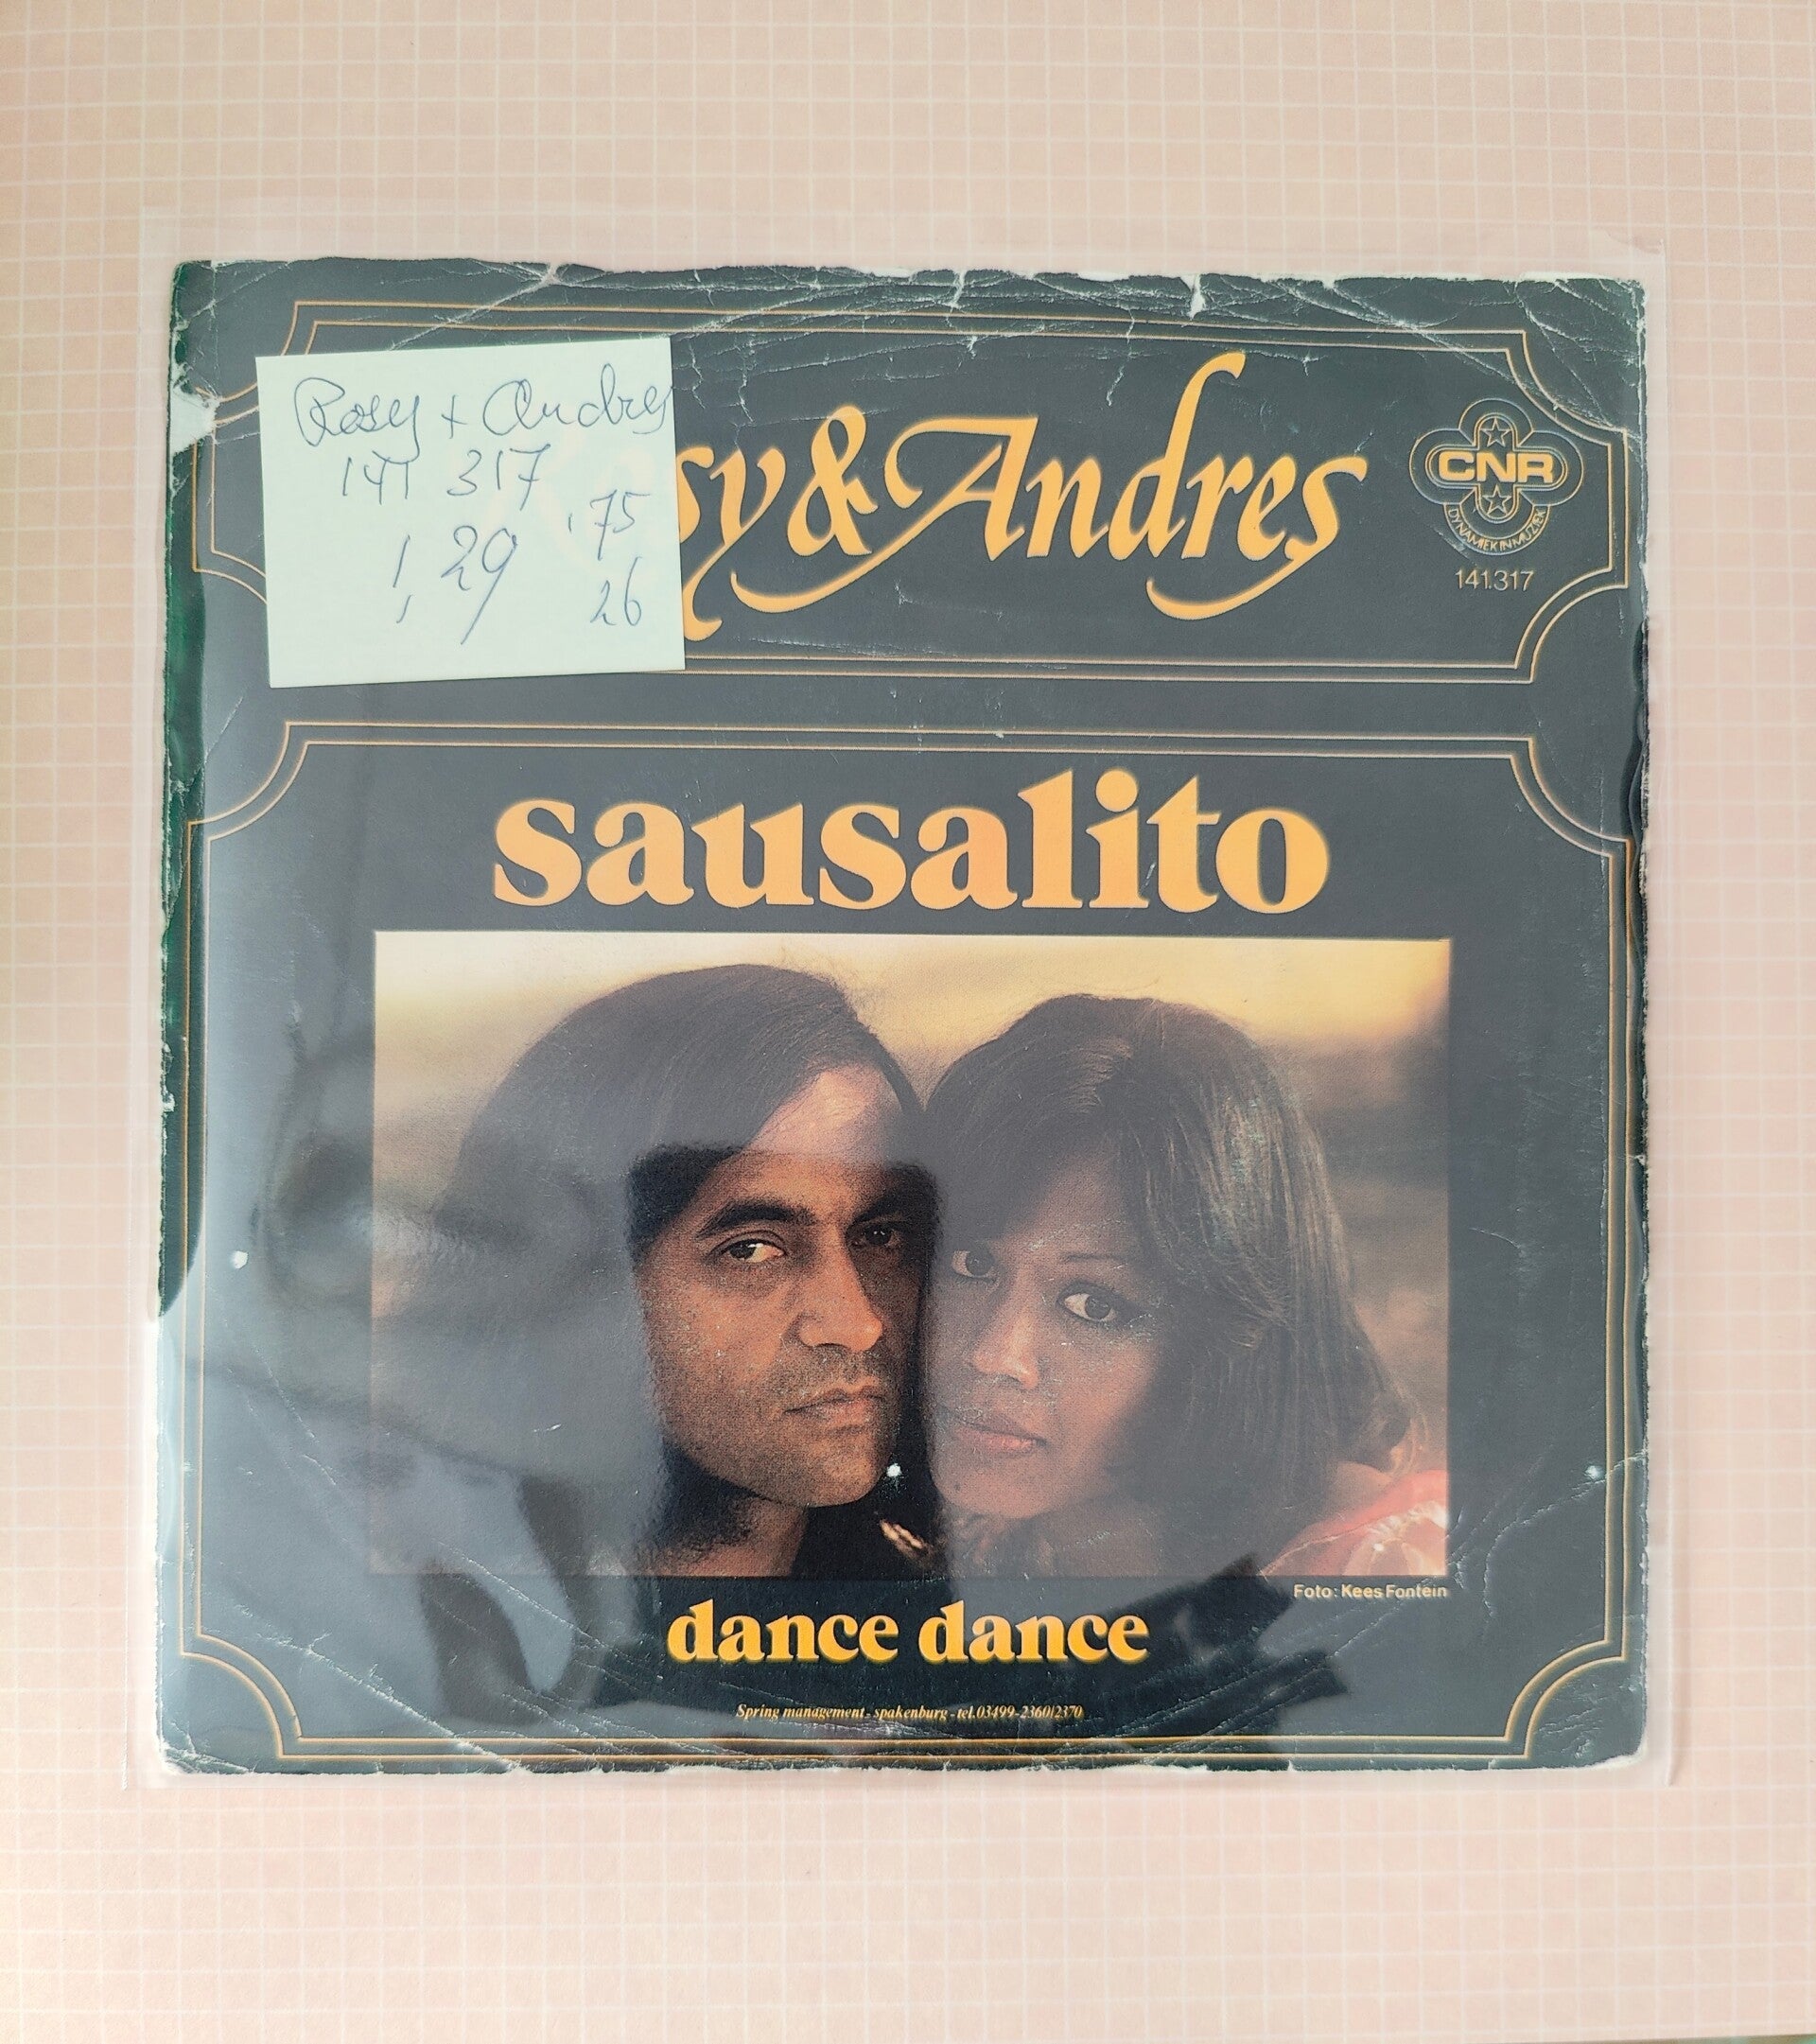 Rosy + Andres
141 317
,75
1,29
26
sy & Andres
CNR
DYNAMIEK IN MUZIEK
141.317
sausalito
Foto: Kees Fontein
dance dance
Spring management - spakenburg - tel. 03499-2360/2370